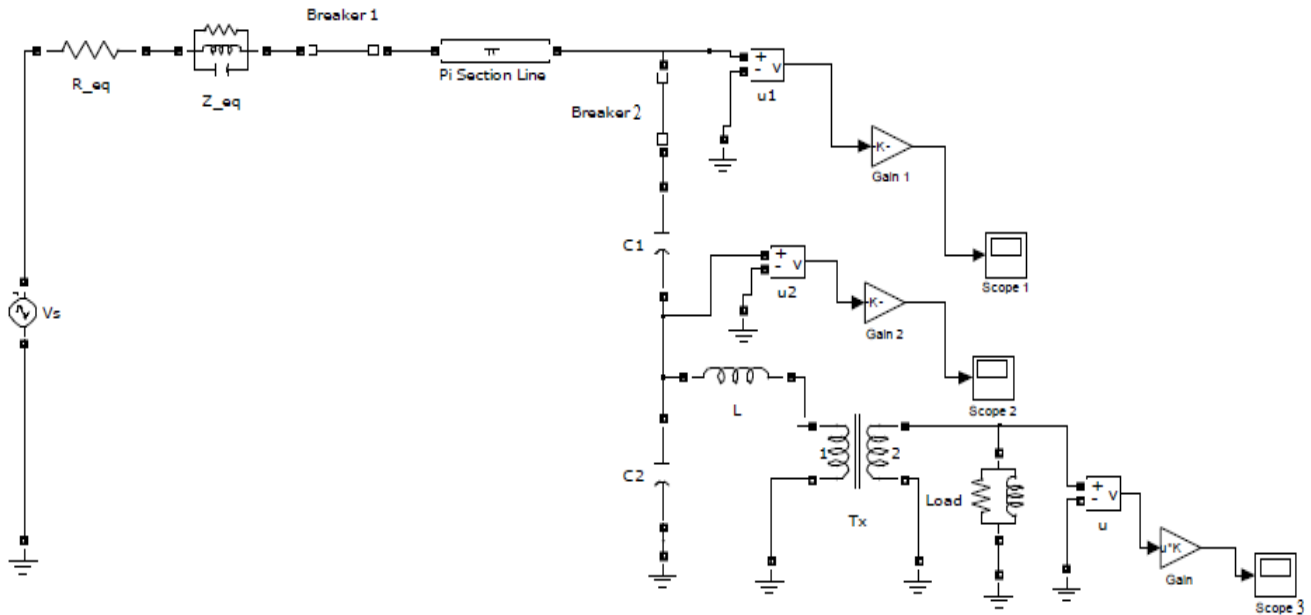 Breaker 1
R_eq
Z_eq
π
Pi Section Line
+
-
v
u1
Breaker 2
-K-
Gain 1
C1
+
-
v
u2
Scope 1
Vs
-K-
Gain 2
L
Scope 2
1
2
C2
Load
Tx
+
-
v
u
u*K
Gain
Scope 3